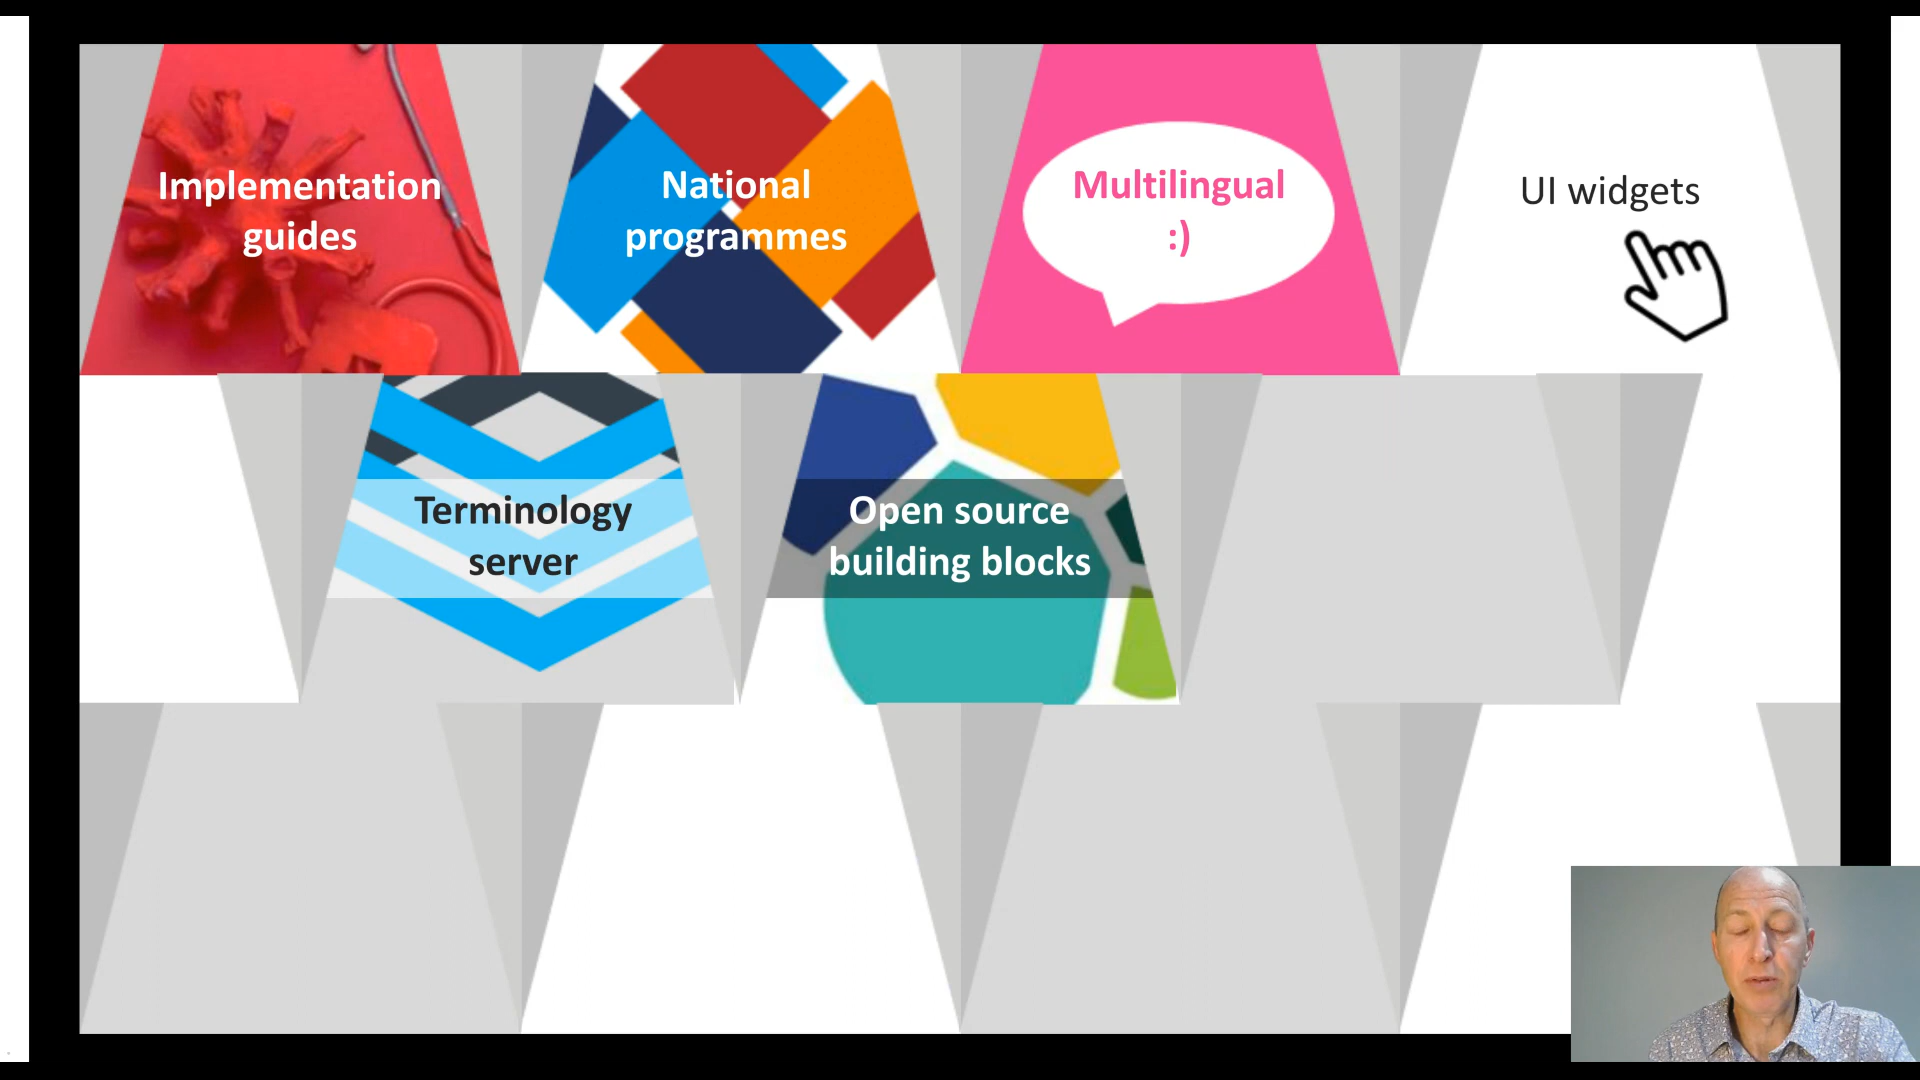 Implementation
guides
National
programmes
Multilingual
:)
UI widgets
Terminology
server
Open source
building blocks